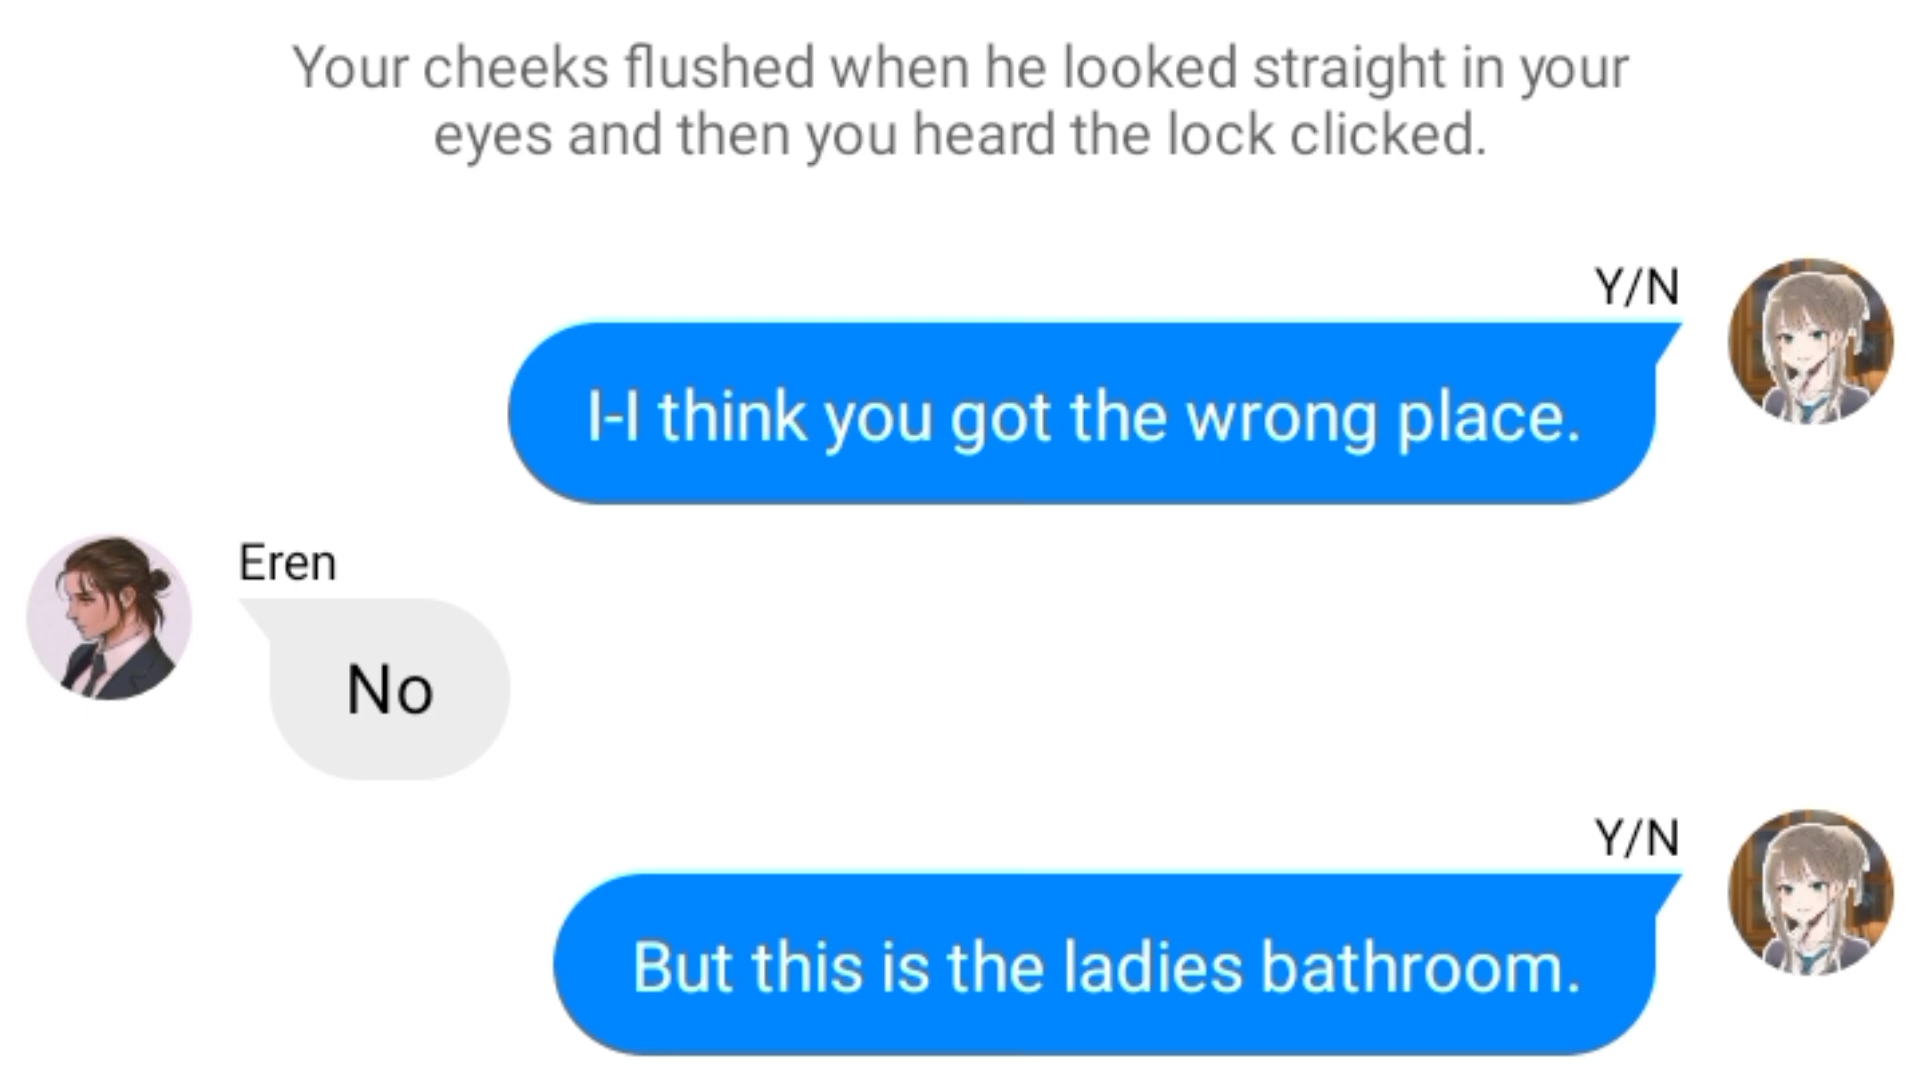 Your cheeks flushed when he looked straight in your
eyes and then you heard the lock clicked.
Y/N
I-I think you got the wrong place.
Eren
No
Y/N
But this is the ladies bathroom.